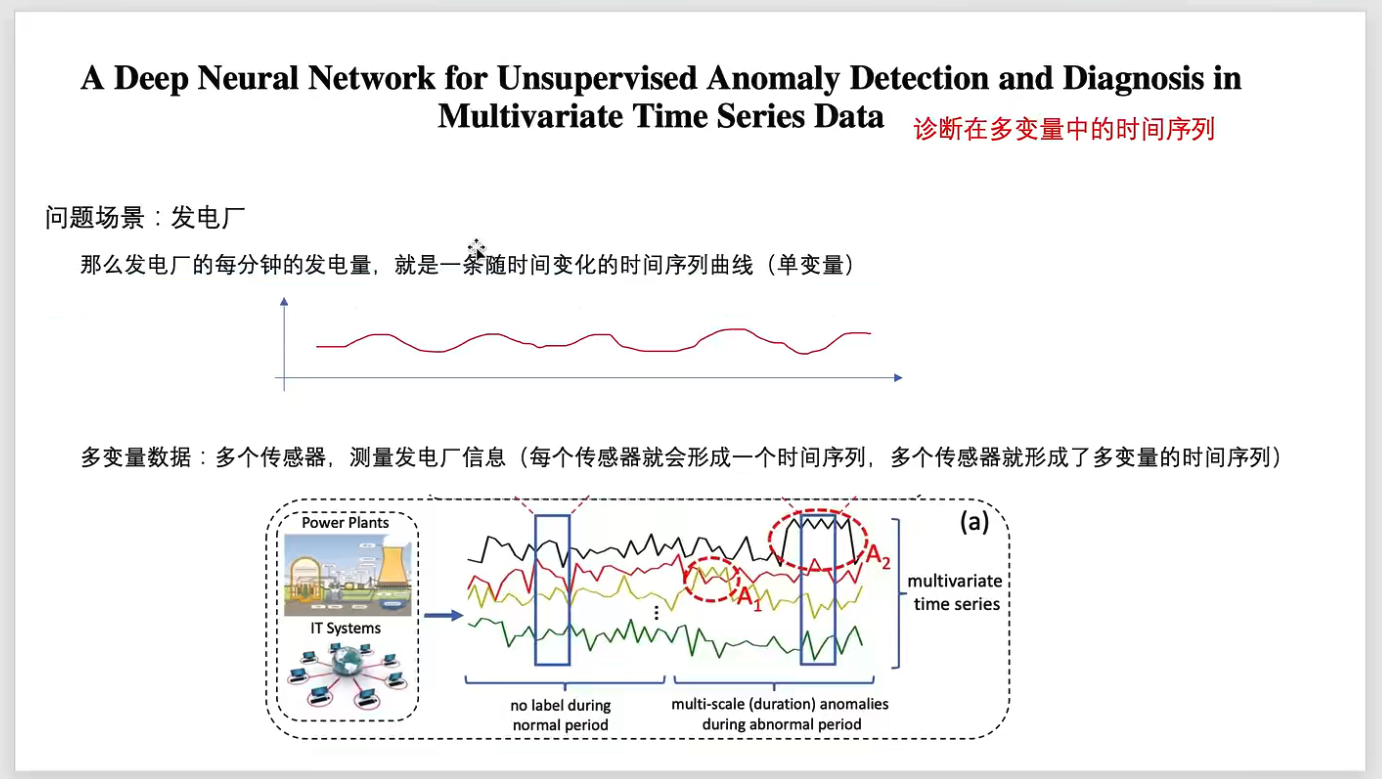 A Deep Neural Network for Unsupervised Anomaly Detection and Diagnosis in
Multivariate Time Series Data
诊断在多变量中的时间序列
问题场景：发电厂
那么发电厂的每分钟的发电量，就是一条随时间变化的时间序列曲线（单变量）
多变量数据：多个传感器，测量发电厂信息（每个传感器就会形成一个时间序列，多个传感器就形成了多变量的时间序列）
Power Plants
(a)
A2
A1
multivariate
time series
IT Systems
no label during
normal period
multi-scale (duration) anomalies
during abnormal period